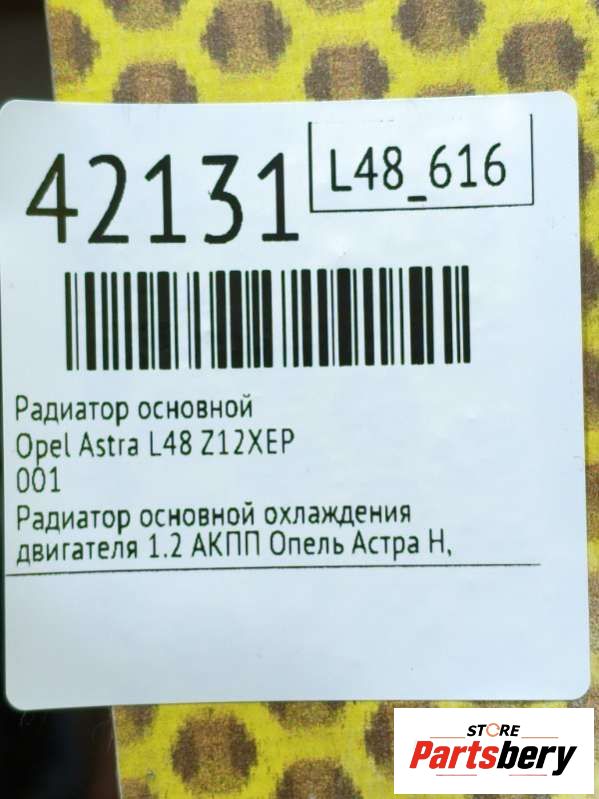 42131
L48_616
Радиатор основной
Opel Astra L48 Z12XEP
001
Радиатор основной охлаждения
двигателя 1.2 АКПП Опель Астра Н,
STORE
Partsbery